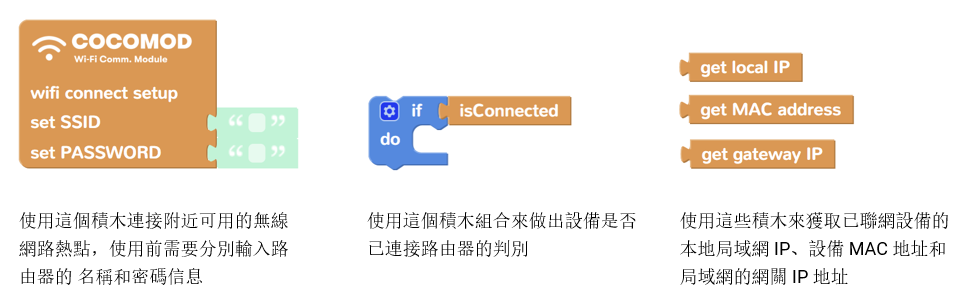 COCOMOD
Wi-Fi Comm. Module
wifi connect setup
set SSID “ ”
set PASSWORD “ ”
使用這個積木連接附近可用的無線
網路熱點，使用前需要分別輸入路
由器的 名稱和密碼信息
if isConnected
do
使用這個積木組合來做出設備是否
已連接路由器的判別
get local IP
get MAC address
get gateway IP
使用這些積木來獲取已聯網設備的
本地局域網 IP、設備 MAC 地址和
局域網的網關 IP 地址